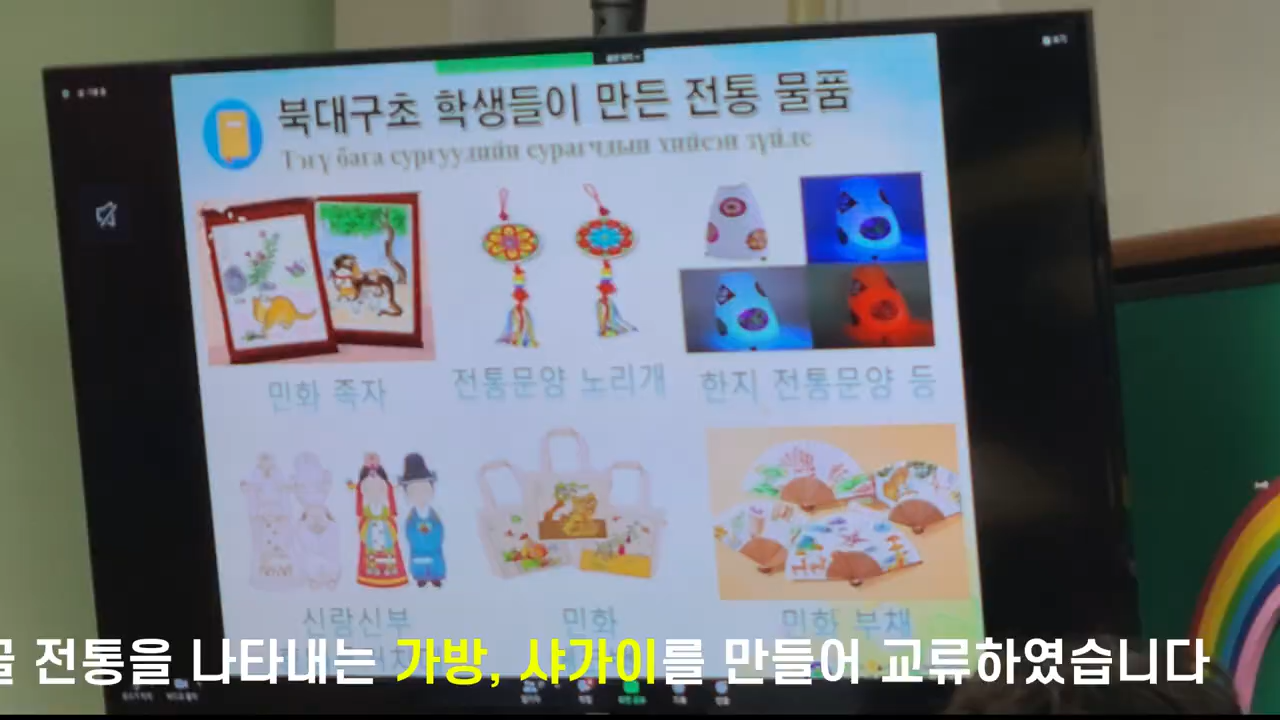 북대구초 학생들이 만든 전통 물품
Тэгү бага сургуулийн сурагчдын хийсэн зүйлс
민화 족자
전통문양 노리개
한지 전통문양 등
신랑신부
민화
민화 부채
전통을 나타내는 가방, 샤가이를 만들어 교류하였습니다